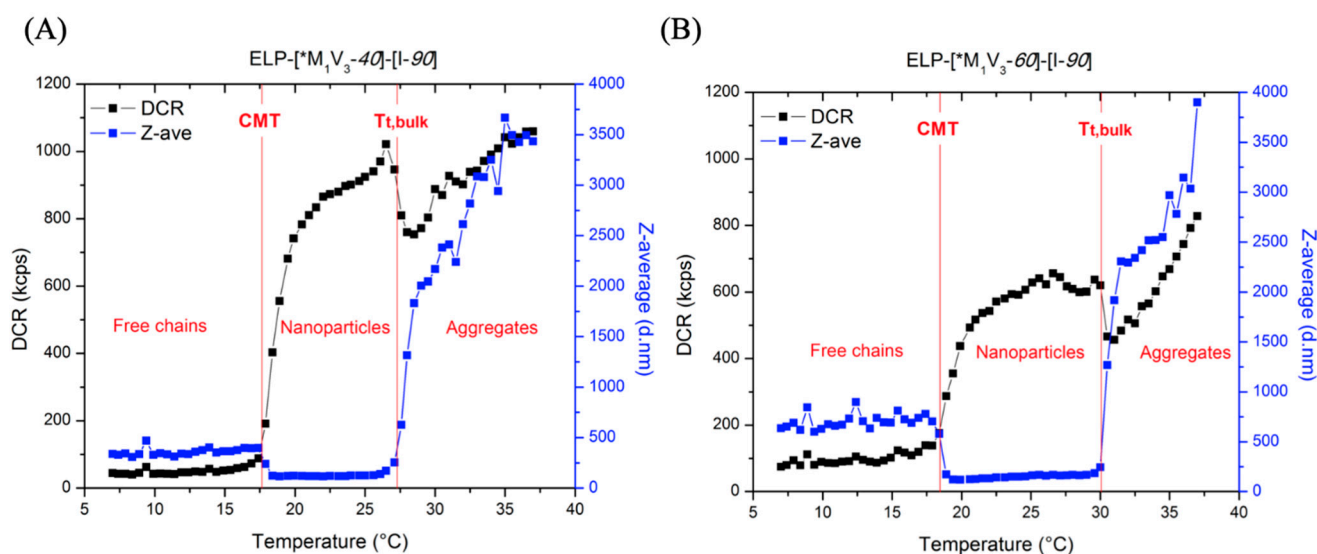 (A)
ELP-[*M1V3-40]-[I-90]
1200
1000
800
600
400
200
0
DCR (kcps)
DCR
Z-ave
CMT
Tt,bulk
Free chains
Nanoparticles
Aggregates
4000
3500
3000
2500
2000
1500
1000
500
0
Z-average (d.nm)
5 10 15 20 25 30 35 40
Temperature (°C)
(B)
ELP-[*M1V3-60]-[I-90]
1200
1000
800
600
400
200
0
DCR (kcps)
DCR
Z-ave
CMT
Tt,bulk
Free chains
Nanoparticles
Aggregates
4000
3500
3000
2500
2000
1500
1000
500
0
Z-average (d.nm)
5 10 15 20 25 30 35 40
Temperature (°C)